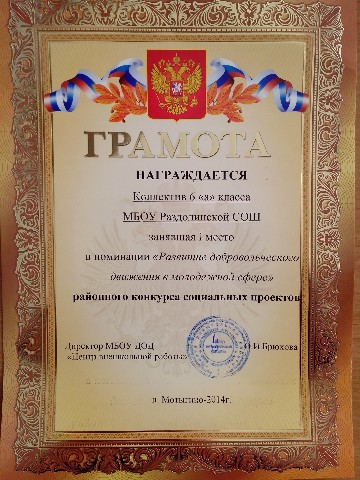 ГРАМОТА
НАГРАЖДАЕТСЯ
Коллектив 6 «а» класса
МБОУ Раздолинской СОШ
занявшая i место
в номинации «Развитие добровольческого
движения в молодежной сфере»
районного конкурса социальных проектов
Директор МБОУ ДОД О.И Брюхова
«Центр внешкольной работы»
п. Мотыгино-2014г.